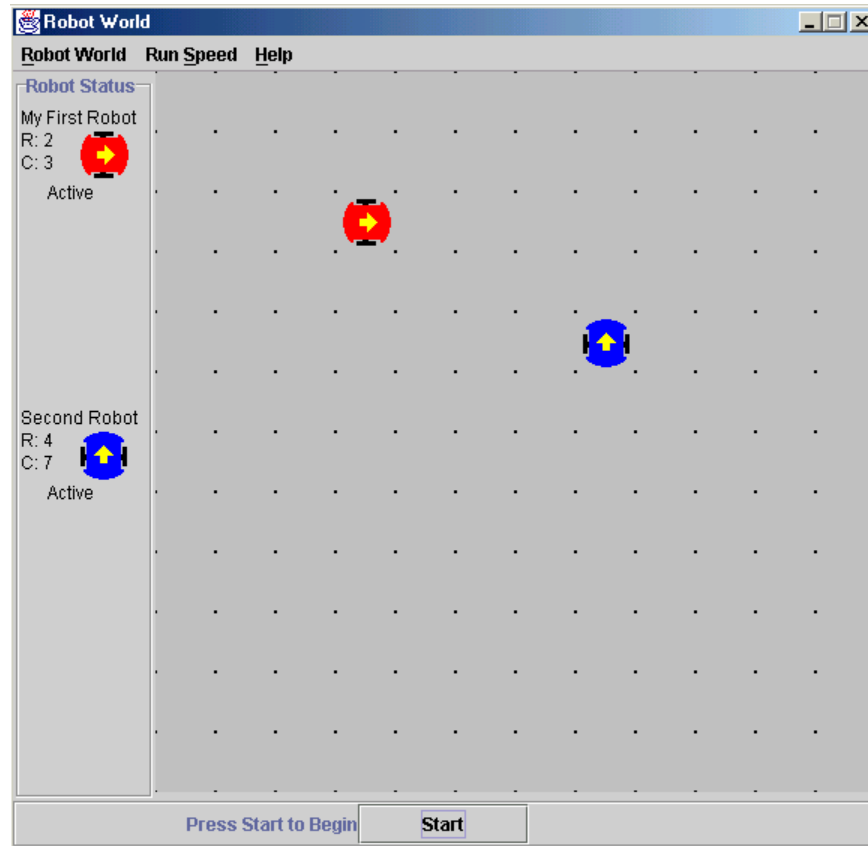 Robot World
Robot World Run Speed Help
Robot Status
My First Robot
R: 2
C: 3
Active
Second Robot
R: 4
C: 7
Active
Press Start to Begin Start